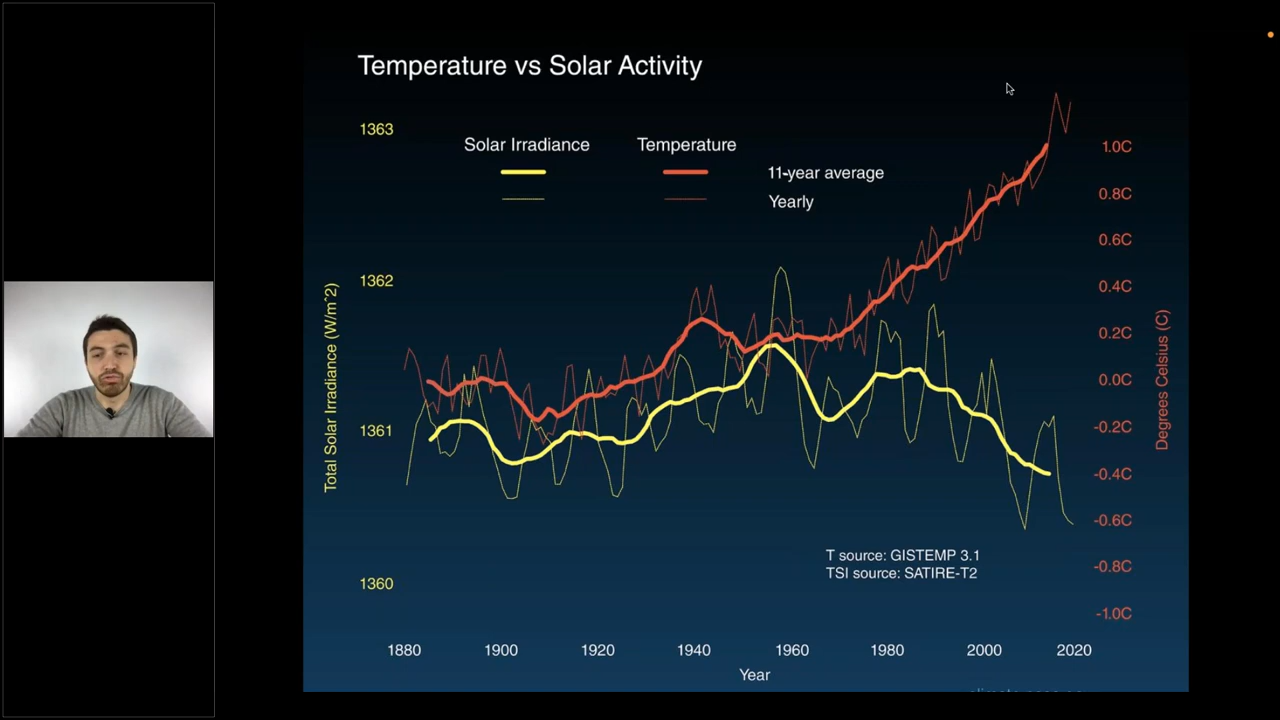 Temperature vs Solar Activity
Solar Irradiance
Temperature
11-year average
Yearly
1363
1362
1361
1360
Total Solar Irradiance (W/m^2)
1.0C
0.8C
0.6C
0.4C
0.2C
0.0C
-0.2C
-0.4C
-0.6C
-0.8C
-1.0C
Degrees Celsius (C)
T source: GISTEMP 3.1
TSI source: SATIRE-T2
1880 1900 1920 1940 1960 1980 2000 2020
Year